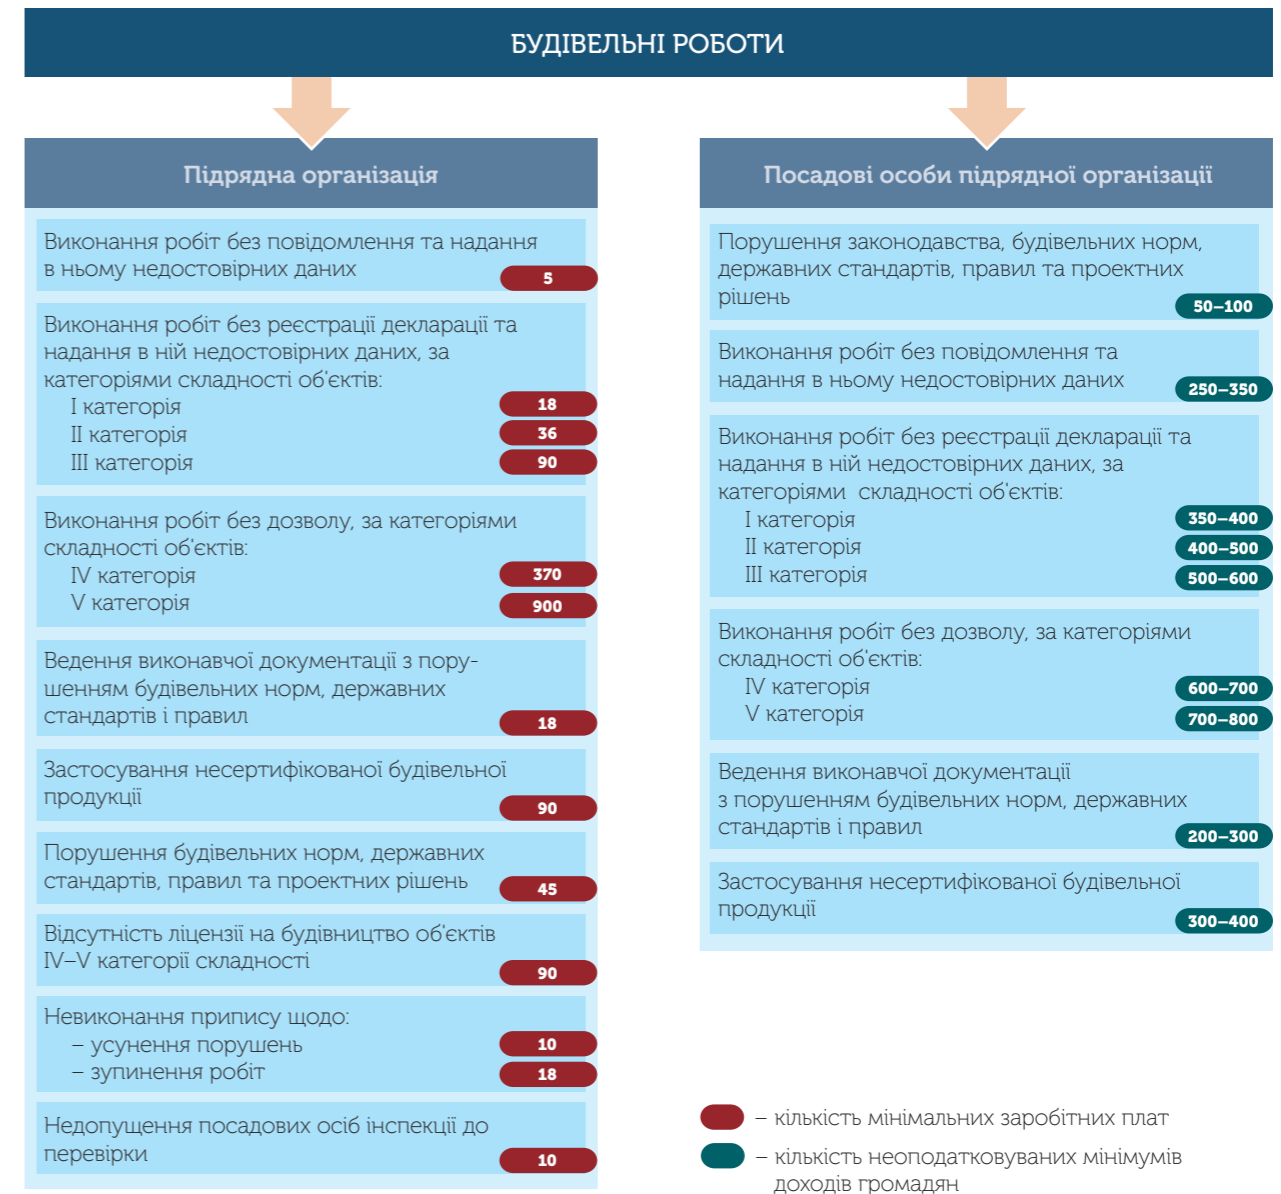 БУДІВЕЛЬНІ РОБОТИ
Підрядна організація
Виконання робіт без повідомлення та надання
в ньому недостовірних даних
5
Виконання робіт без реєстрації декларації та
надання в ній недостовірних даних, за
категоріями складності об'єктів:
І категорія
18
ІІ категорія
36
ІІІ категорія
90
Виконання робіт без дозволу, за категоріями
складності об'єктів:
IV категорія
370
V категорія
900
Ведення виконавчої документації з пору-
шенням будівельних норм, державних
стандартів і правил
18
Застосування несертифікованої будівельної
продукції
90
Порушення будівельних норм, державних
стандартів, правил та проектних рішень
45
Відсутність ліцензії на будівництво об'єктів
IV–V категорії складності
90
Невиконання припису щодо:
– усунення порушень
10
– зупинення робіт
18
Недопущення посадових осіб інспекції до
перевірки
10
Посадові особи підрядної організації
Порушення законодавства, будівельних норм,
державних стандартів, правил та проектних
рішень
50–100
Виконання робіт без повідомлення та
надання в ньому недостовірних даних
250–350
Виконання робіт без реєстрації декларації та
надання в ній недостовірних даних, за
категоріями складності об'єктів:
І категорія
350–400
ІІ категорія
400–500
ІІІ категорія
500–600
Виконання робіт без дозволу, за категоріями
складності об'єктів:
IV категорія
600–700
V категорія
700–800
Ведення виконавчої документації
з порушенням будівельних норм, державних
стандартів і правил
200–300
Застосування несертифікованої будівельної
продукції
300–400
– кількість мінімальних заробітних плат
– кількість неоподатковуваних мінімумів
доходів громадян